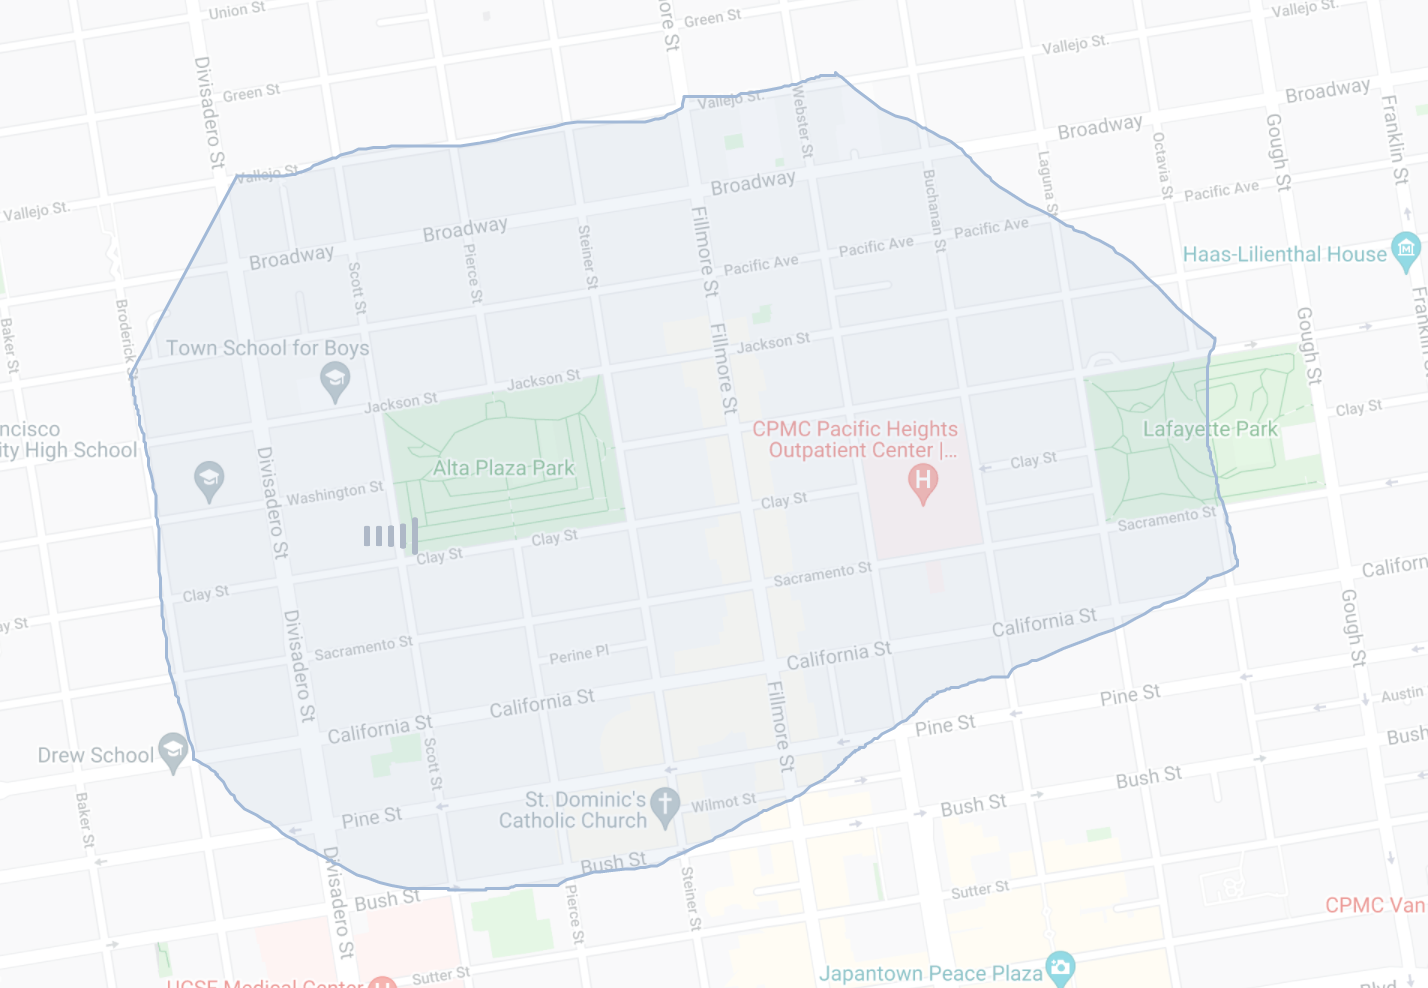 Union St
Green St
Vallejo St.
Vallejo St.
Green St
Divisadero St
Vallejo St.
Webster St
Broadway
Broadway
Gough St
Franklin St
Vallejo St.
Vallejo St.
Broadway
Octavia St
Laguna St
Buchanan St
Pacific Ave
Fillmore St
Steiner St
Broadway
Pierce St
Pacific Ave
Pacific Ave
Broadway
Scott St
Pacific Ave
Haas-Lilienthal House
Baker St
Broderick St
Town School for Boys
Fillmore St
Jackson St
Gough St
Jackson St
Jackson St
Clay St
ncisco
ity High School
CPMC Pacific Heights
Outpatient Center |...
Lafayette Park
Alta Plaza Park
Divisadero St
Washington St
Clay St
Clay St
Sacramento St
Clay St
Clay St
Clay St
Sacramento St
Gough St
Divisadero St
Sacramento St
Perine Pl
California St
California St
California St
California St
Fillmore St
Pine St
Austin
Pine St
Bush
Drew School
Scott St
Baker St
Pine St
St. Dominic's
Catholic Church
Wilmot St
Bush St
Bush St
Divisadero St
Bush St
Bush St
Pierce St
Steiner St
Sutter St
CPMC Van
Sutter St
Japantown Peace Plaza
UCSF Medical Center